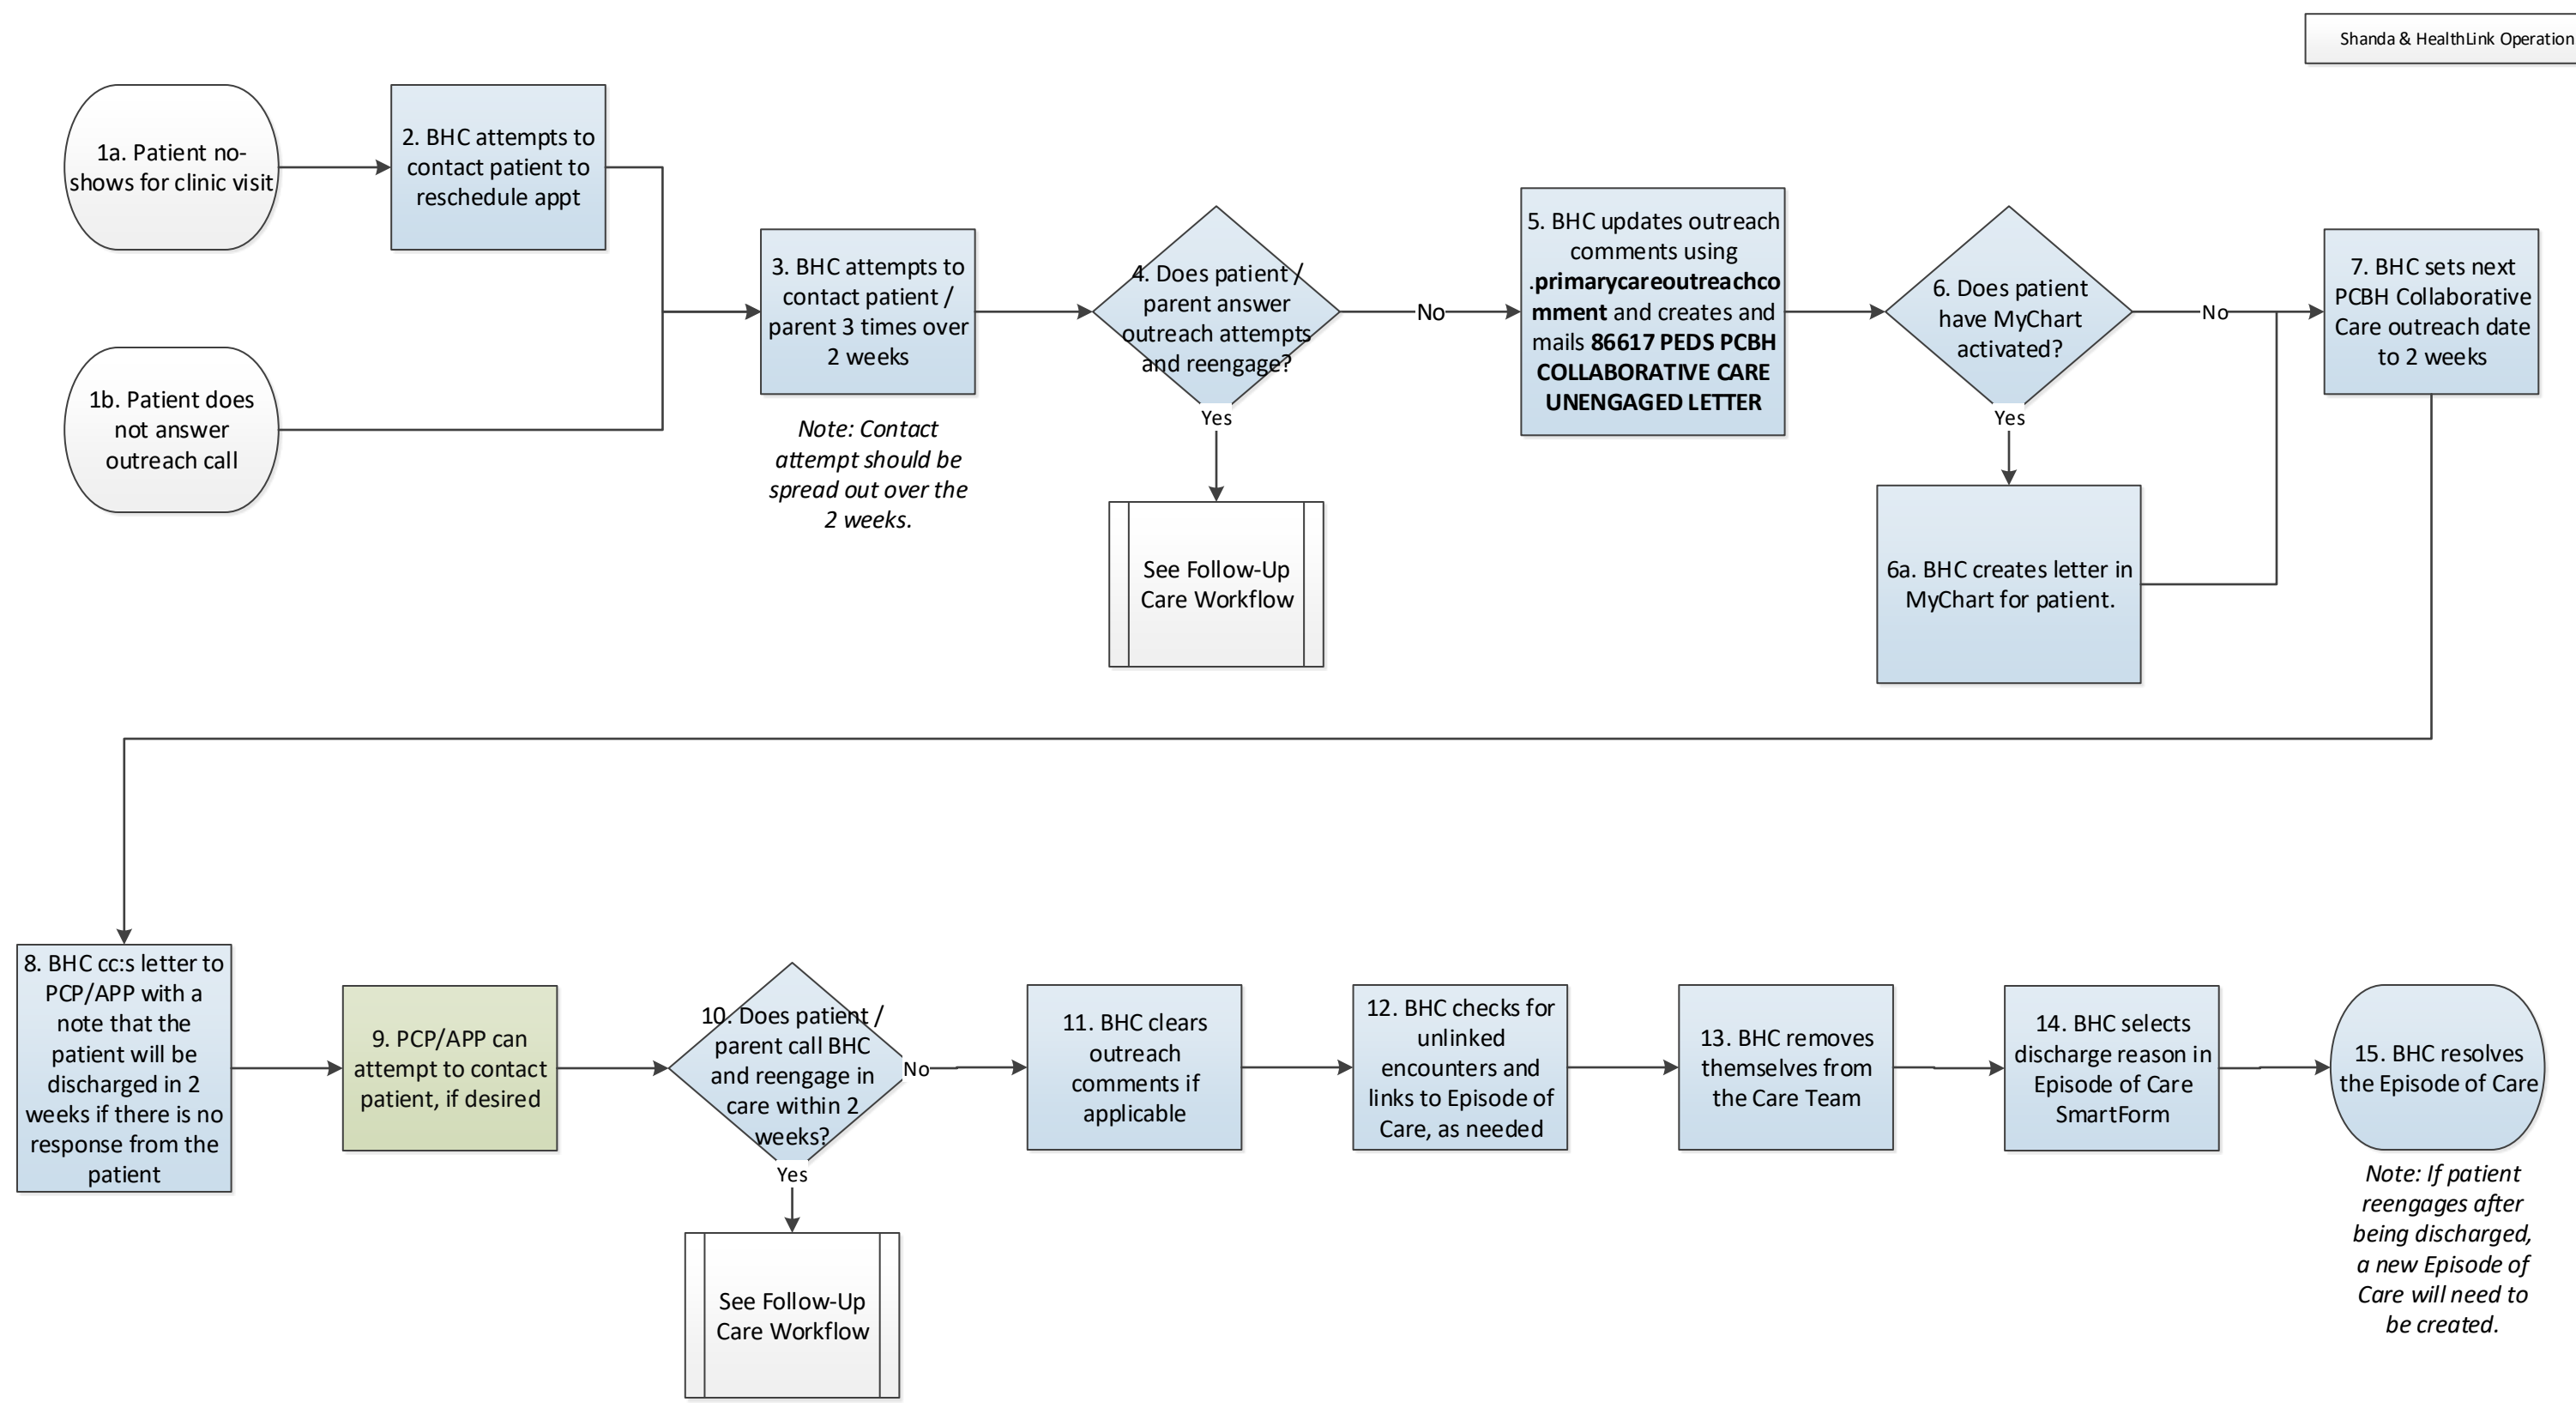 Shanda & HealthLink Operation
1a. Patient no-
shows for clinic visit
2. BHC attempts to
contact patient to
reschedule appt
1b. Patient does
not answer
outreach call
3. BHC attempts to
contact patient /
parent 3 times over
2 weeks
Note: Contact
attempt should be
spread out over the
2 weeks.
4. Does patient /
parent answer
outreach attempts
and reengage?
No
Yes
See Follow-Up
Care Workflow
5. BHC updates outreach
comments using
.primarycareoutreachco
mment and creates and
mails 86617 PEDS PCBH
COLLABORATIVE CARE
UNENGAGED LETTER
6. Does patient
have MyChart
activated?
No
Yes
6a. BHC creates letter in
MyChart for patient.
7. BHC sets next
PCBH Collaborative
Care outreach date
to 2 weeks
8. BHC cc:s letter to
PCP/APP with a
note that the
patient will be
discharged in 2
weeks if there is no
response from the
patient
9. PCP/APP can
attempt to contact
patient, if desired
10. Does patient /
parent call BHC
and reengage in
care within 2
weeks?
No
Yes
See Follow-Up
Care Workflow
11. BHC clears
outreach
comments if
applicable
12. BHC checks for
unlinked
encounters and
links to Episode of
Care, as needed
13. BHC removes
themselves from
the Care Team
14. BHC selects
discharge reason in
Episode of Care
SmartForm
15. BHC resolves
the Episode of Care
Note: If patient
reengages after
being discharged,
a new Episode of
Care will need to
be created.